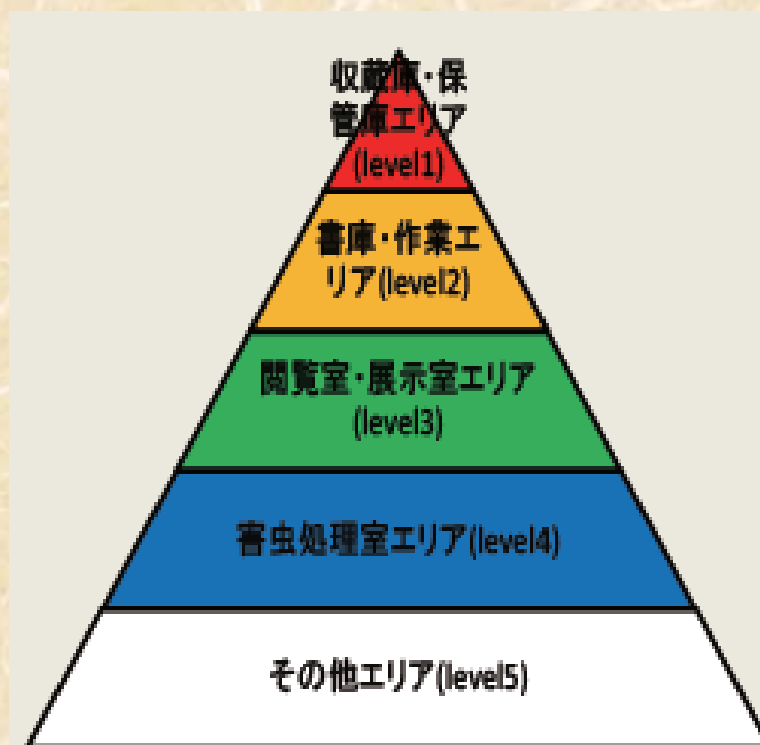 収蔵庫・保
管庫エリア
(level1)
書庫・作業エ
リア(level2)
閲覧室・展示室エリア
(level3)
害虫処理室エリア(level4)
その他エリア(level5)